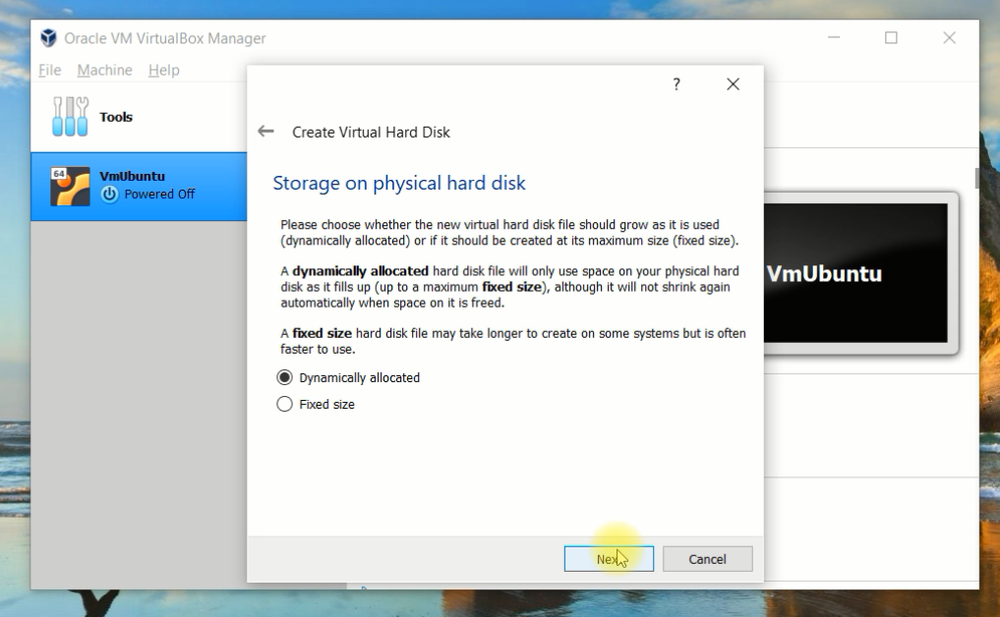 Oracle VM VirtualBox Manager
File Machine Help
?
Create Virtual Hard Disk
Tools
64
VmUbuntu
Powered Off
Storage on physical hard disk
Please choose whether the new virtual hard disk file should grow as it is used
(dynamically allocated) or if it should be created at its maximum size (fixed size).
A dynamically allocated hard disk file will only use space on your physical hard
disk as it fills up (up to a maximum fixed size), although it will not shrink again
automatically when space on it is freed.
A fixed size hard disk file may take longer to create on some systems but is often
faster to use.
Dynamically allocated
Fixed size
VmUbuntu
Next
Cancel